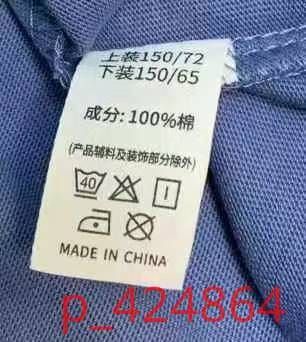 上装150/72
下装150/65
成分:100%棉
(产品辅料及装饰部分除外)
40
MADE IN CHINA
p_424864